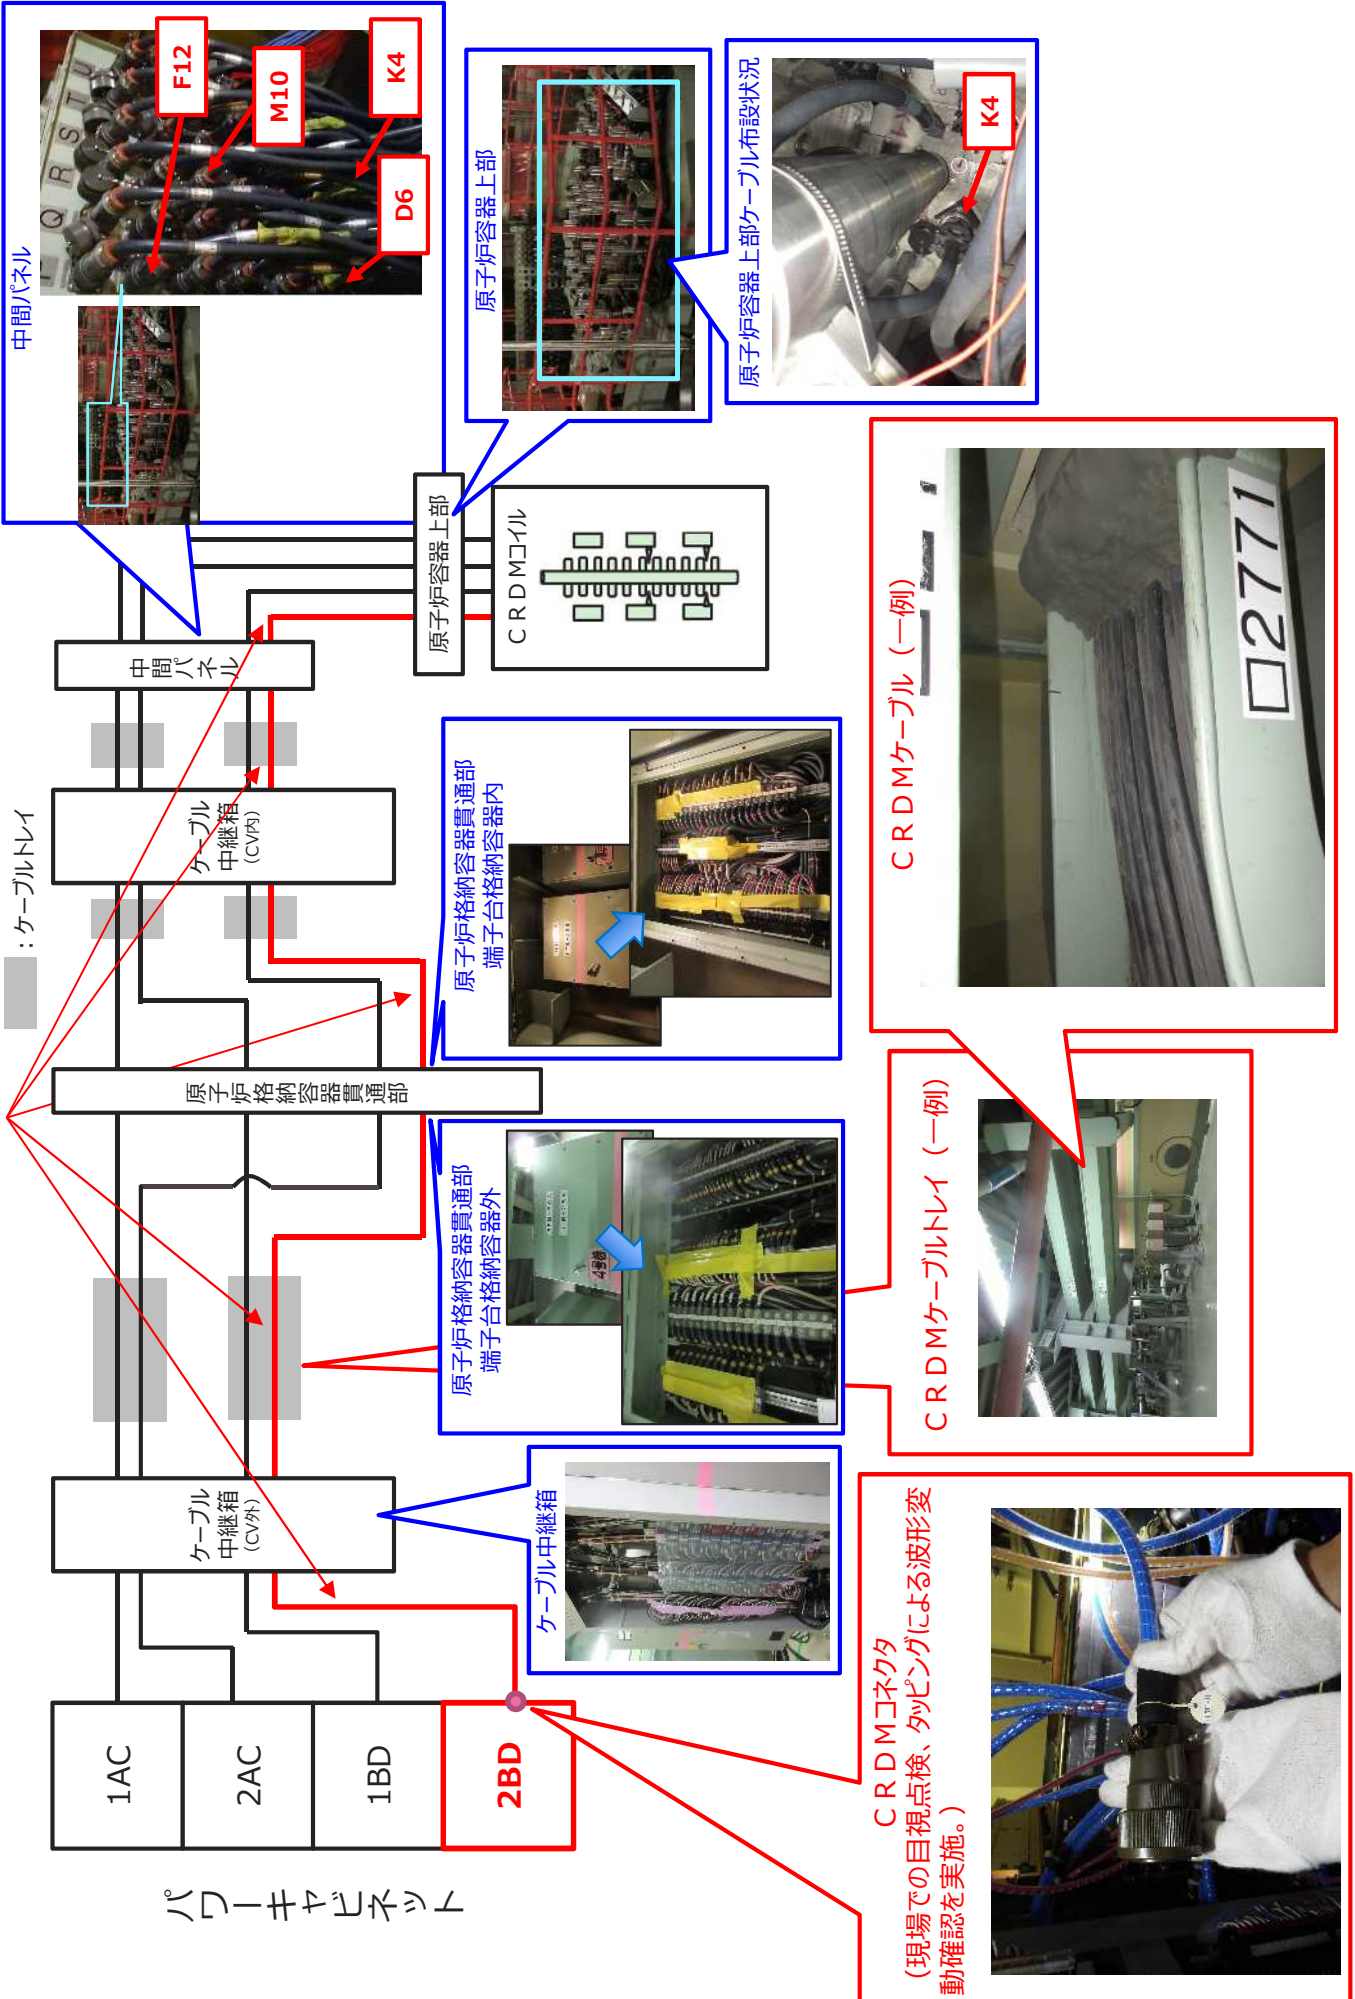 パワーキャビネット
1AC
2AC
1BD
2BD
ケーブル
中継箱
(CV外)
原子炉格納容器貫通部
ケーブル
中継箱
(CV内)
中間パネル
原子炉容器上部
CRDMコイル
：ケーブルトレイ
中間パネル
Q
R
S
T
F12
M10
K4
D6
原子炉容器上部
原子炉容器上部ケーブル布設状況
K4
原子炉格納容器貫通部
端子台格納容器内
原子炉格納容器貫通部
端子台格納容器外
4号機
ケーブル中継箱
CRDMケーブル（一例）
□2771
CRDMケーブルトレイ（一例）
CRDMコネクタ
（現場での目視点検、タッピングによる波形変
動確認を実施。）